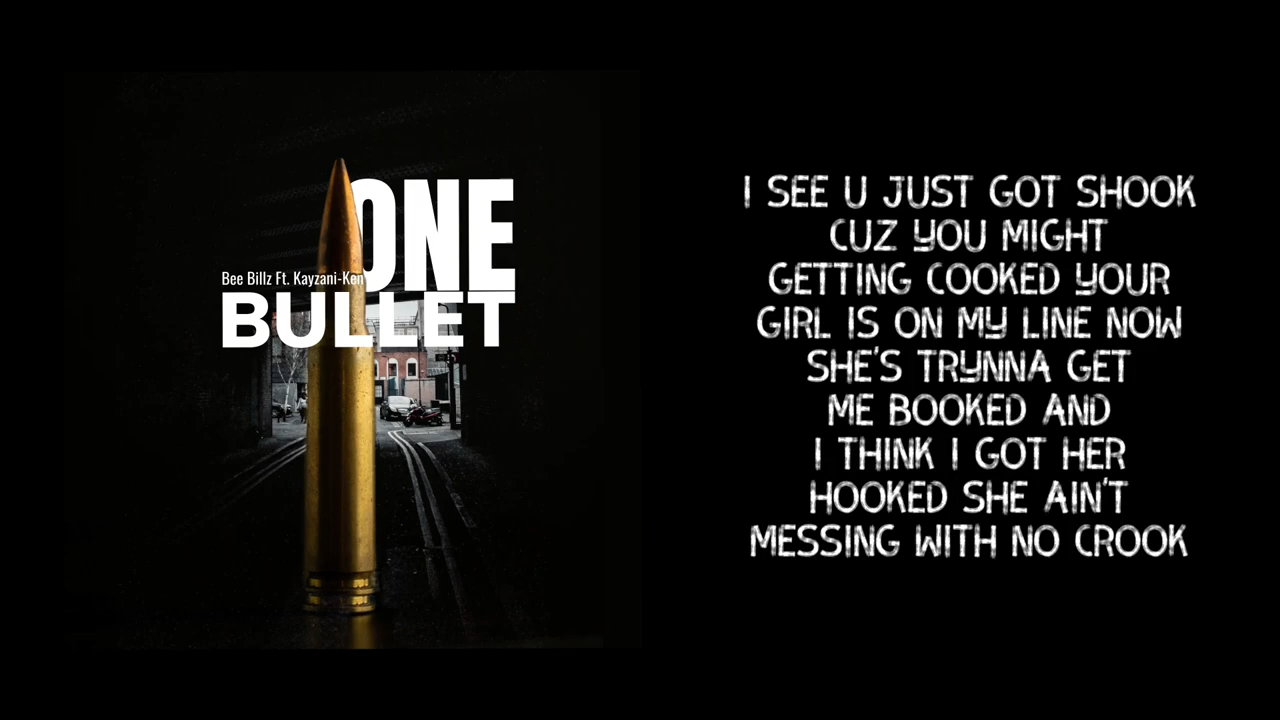 ONE
Bee Billz Ft. Kayzani-Ken
BULLET
I SEE U JUST GOT SHOOK
CUZ YOU MIGHT
GETTING COOKED YOUR
GIRL IS ON MY LINE NOW
SHE'S TRYNNA GET
ME BOOKED AND
I THINK I GOT HER
HOOKED SHE AIN'T
MESSING WITH NO CROOK